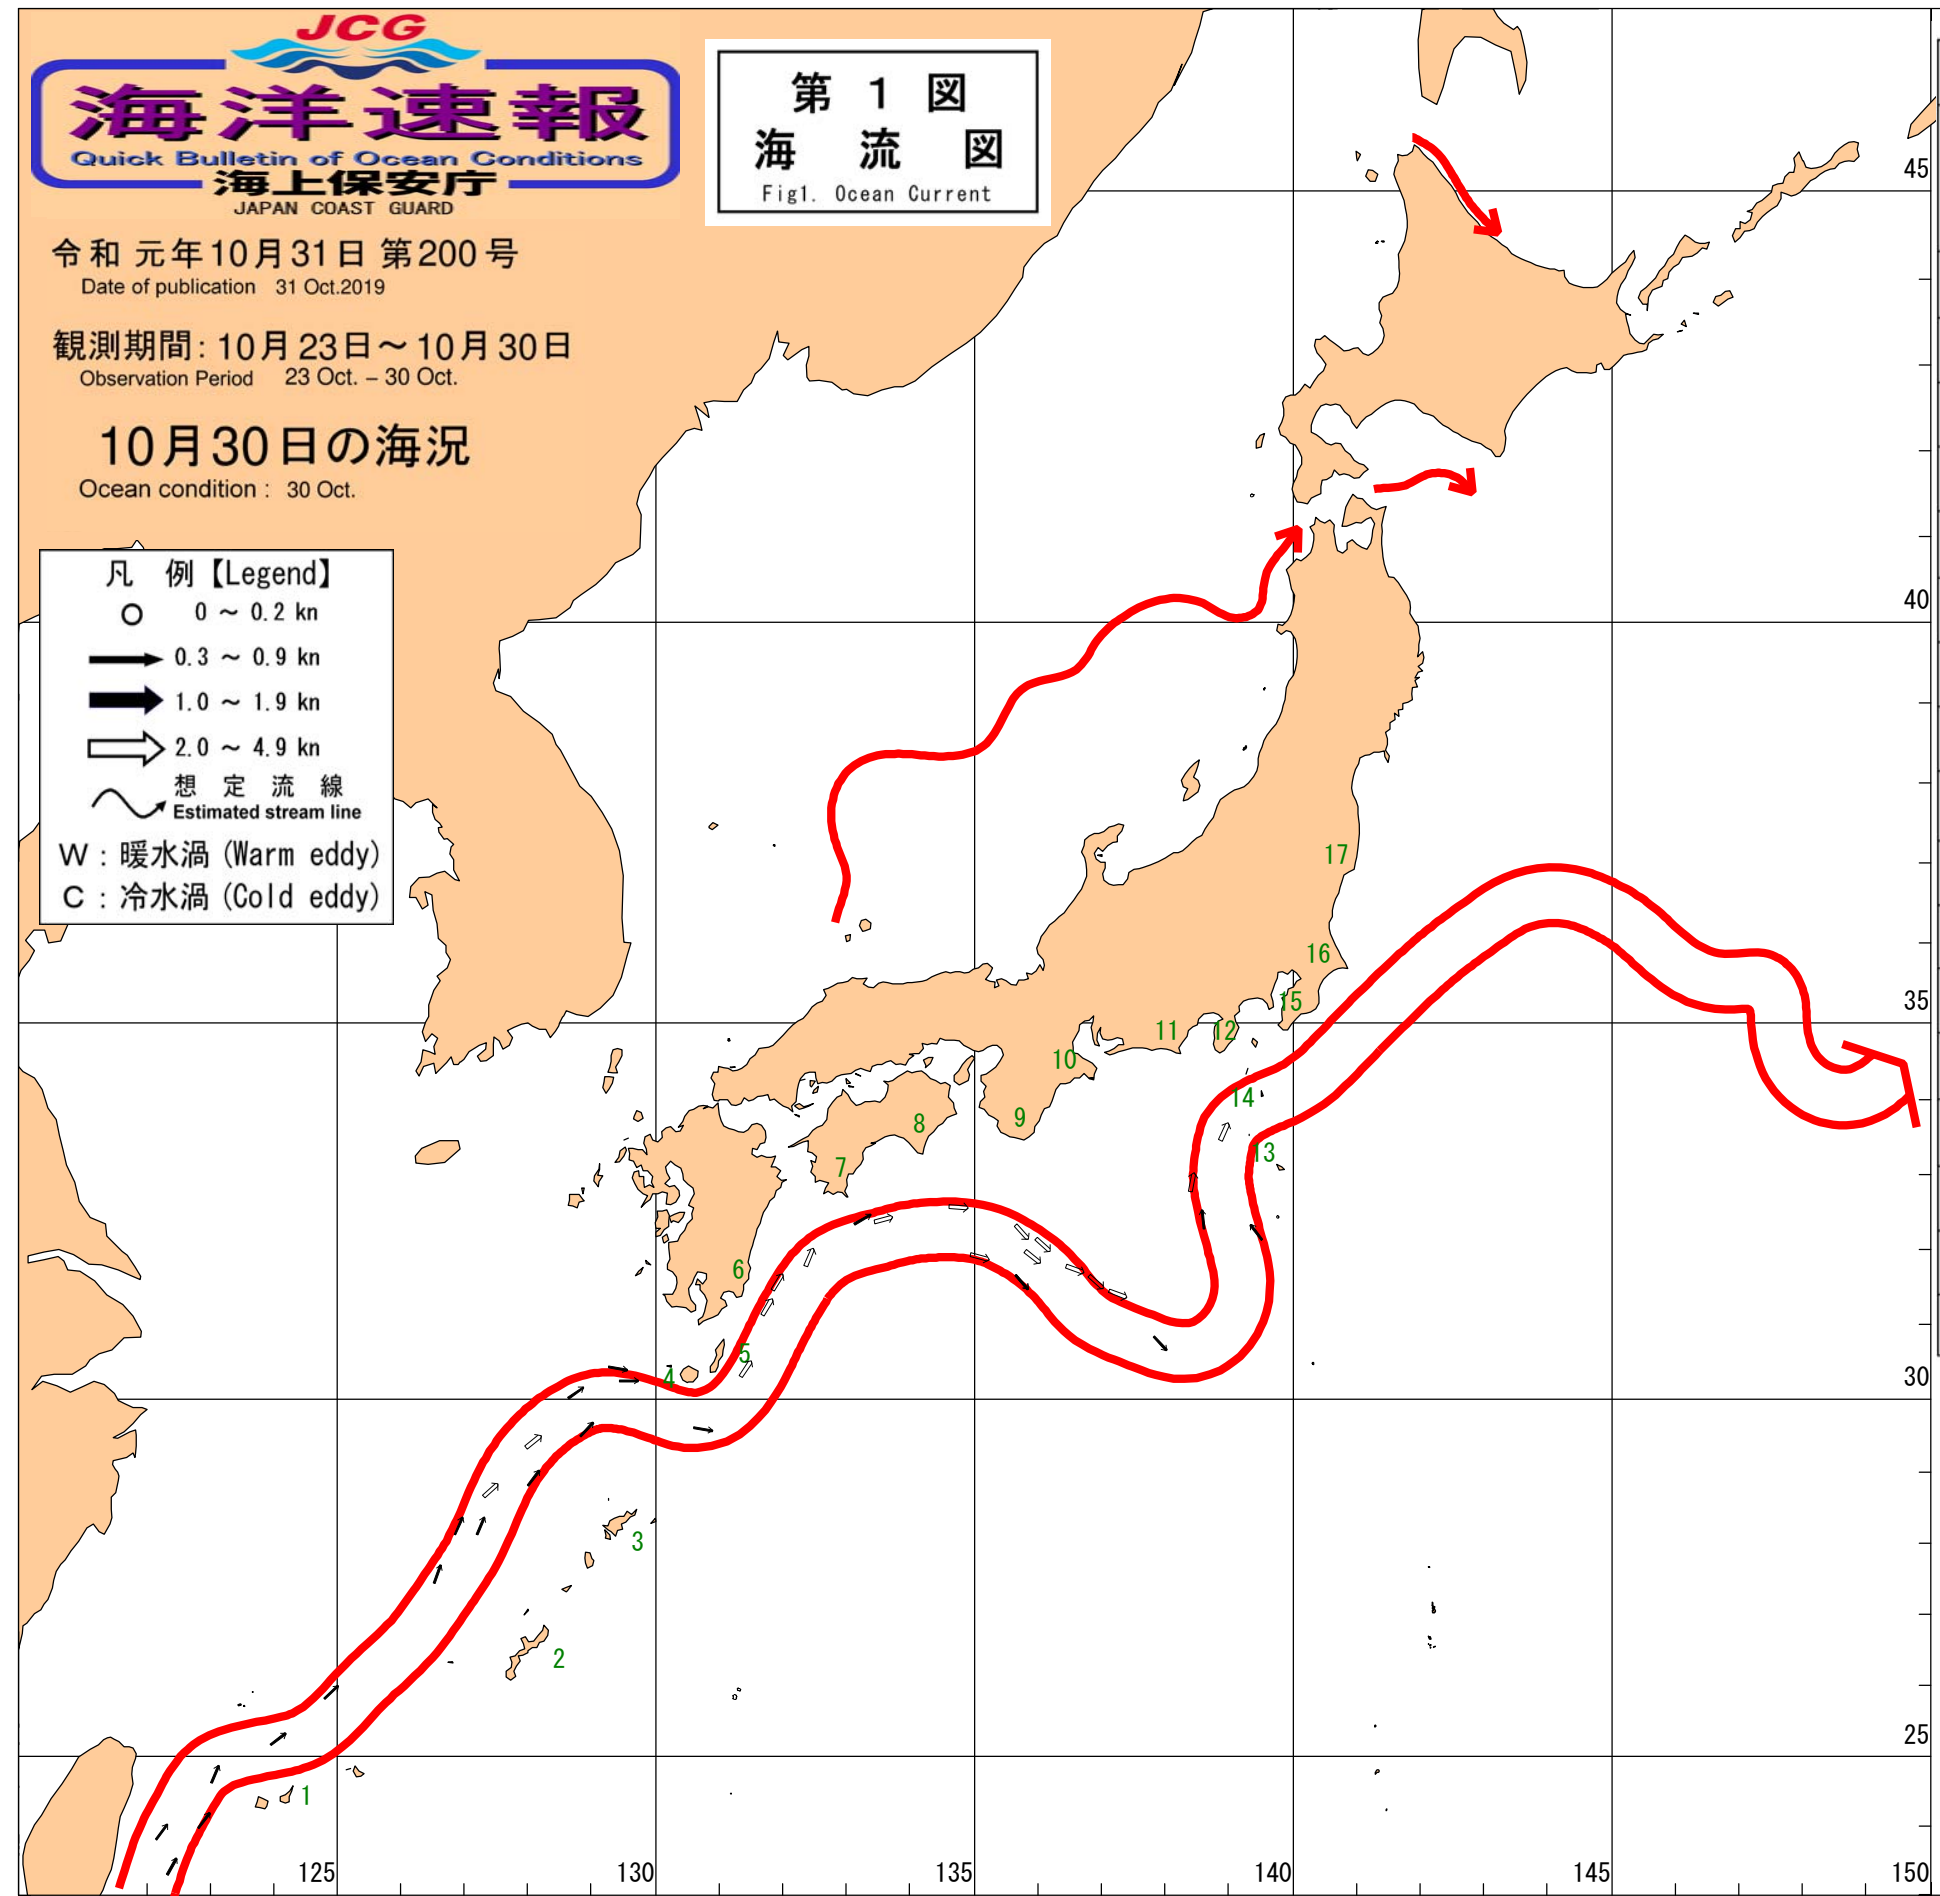 JCG
海洋速報
Quick Bulletin of Ocean Conditions
海上保安庁
JAPAN COAST GUARD
第 1 図
海 流 図
Fig1. Ocean Current
令和 元年10月31日 第200号
Date of publication 31 Oct.2019
観測期間: 10月23日～10月30日
Observation Period 23 Oct. – 30 Oct.
10月30日の海況
Ocean condition : 30 Oct.
凡 例【Legend】
0 ～ 0.2 kn
0.3 ～ 0.9 kn
1.0 ～ 1.9 kn
2.0 ～ 4.9 kn
想 定 流 線
Estimated stream line
W : 暖水渦 (Warm eddy)
C : 冷水渦 (Cold eddy)
45
40
17
16
35
15
12
11
10
14
9
8
13
7
6
5
4
30
3
2
25
1
125
130
135
140
145
150